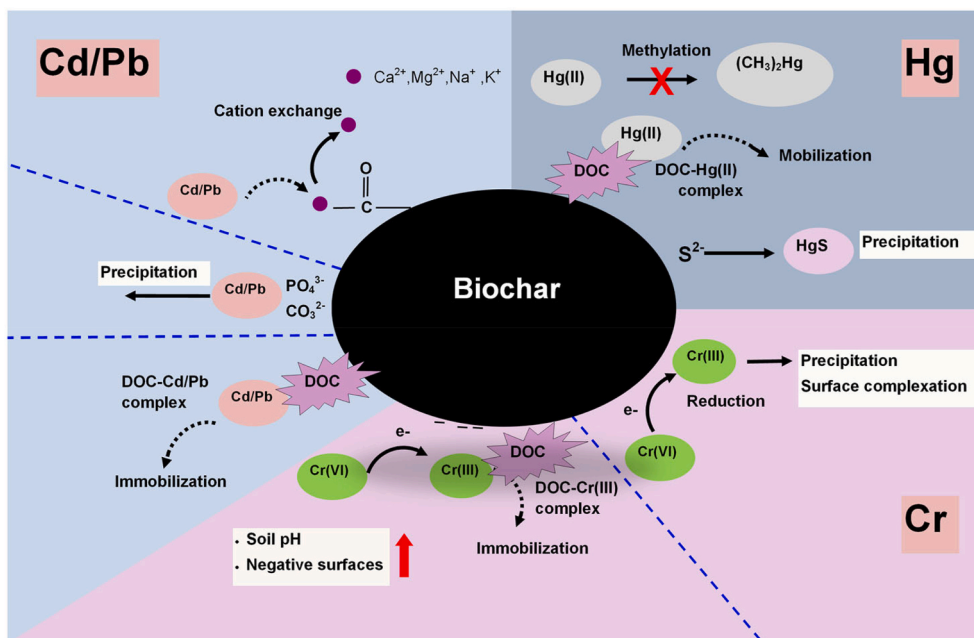 Cd/Pb
Ca²⁺,Mg²⁺,Na⁺,K⁺
Cation exchange
Cd/Pb
O
C
Precipitation
Cd/Pb
PO₄³⁻
CO₃²⁻
DOC-Cd/Pb
complex
Cd/Pb
DOC
Immobilization
Biochar
Hg
Methylation
Hg(II)
X
(CH₃)₂Hg
Hg(II)
DOC
DOC-Hg(II)
complex
Mobilization
S²⁻
HgS
Precipitation
Cr(III)
Precipitation
Surface complexation
Reduction
e-
Cr(VI)
e-
Cr(VI)
Cr(III)
DOC
DOC-Cr(III)
complex
Immobilization
. Soil pH
. Negative surfaces
Cr